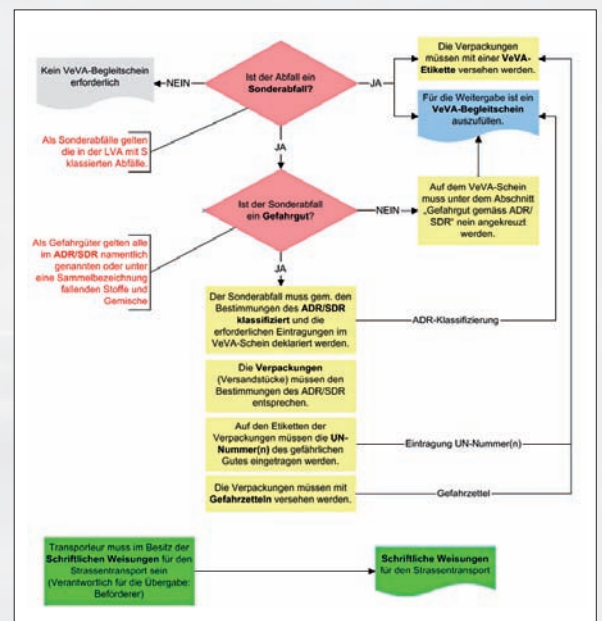 Kein VeVA-Begleitschein
erforderlich
NEIN
Ist der Abfall ein
Sonderabfall?
JA
Die Verpackungen
müssen mit einer VeVA-
Etikette versehen werden.
Für die Weitergabe ist ein
VeVA-Begleitschein
auszufüllen.
Als Sonderabfälle gelten
die in der LVA mit S
klassierten Abfälle.
JA
Ist der Sonderabfall
ein Gefahrgut?
NEIN
Auf dem VeVA-Schein
muss unter dem Abschnitt
„Gefahrgut gemäss ADR/
SDR“ nein angekreuzt
werden.
Als Gefahrgüter gelten alle
im ADR/SDR namentlich
genannten oder unter
eine Sammelbezeichnung
fallenden Stoffe und
Gemische
JA
Der Sonderabfall muss gem. den
Bestimmungen des ADR/SDR
klassifiziert und die
erforderlichen Eintragungen im
VeVA-Schein deklariert werden.
ADR-Klassifizierung
Die Verpackungen
(Versandstücke) müssen den
Bestimmungen des ADR/SDR
entsprechen.
Auf den Etiketten der
Verpackungen müssen die UN-
Nummer(n) des gefährlichen
Gutes eingetragen werden.
Eintragung UN-Nummer(n)
Die Verpackungen müssen mit
Gefahrzetteln versehen werden.
Gefahrzettel
Transporteur muss im Besitz der
Schriftlichen Weisungen für den
Strassentransport sein
(Verantwortlich für die Übergabe:
Beförderer)
Schriftliche Weisungen
für den Strassentransport